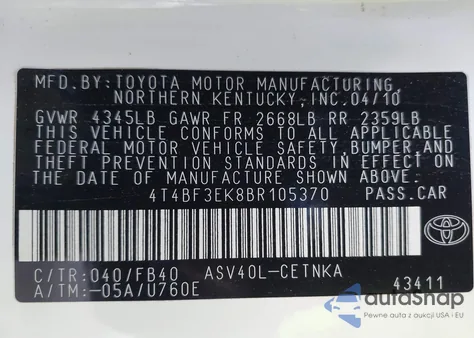 MFD.BY:TOYOTA MOTOR MANUFACTURING,
NORTHERN KENTUCKY,INC.04/10
GVWR 4345LB GAWR FR 2668LB RR 2359LB
THIS VEHICLE CONFORMS TO ALL APPLICABLE
FEDERAL MOTOR VEHICLE SAFETY,BUMPER,AND
THEFT PREVENTION STANDARDS IN EFFECT ON
THE DATE OF MANUFACTURE SHOWN ABOVE.
4T4BF3EK8BR105370 PASS.CAR
C/TR:040/FB40 ASV40L-CETNKA
A/TM:-05A/U760E 43411
autosnap
Pewne auta z aukcji USA i EU